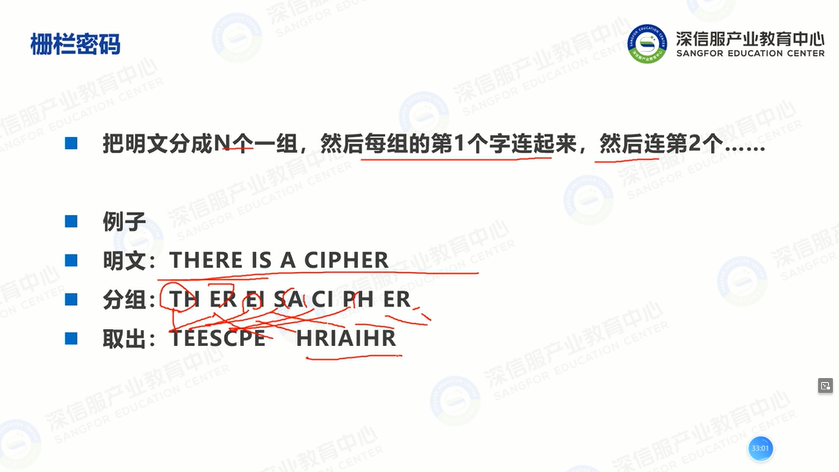 栅栏密码
深信服产业教育中心
SANGFOR EDUCATION CENTER
把明文分成N个一组，然后每组的第1个字连起来，然后连第2个……
例子
明文：THERE IS A CIPHER
分组：TH ER EI SA CI PH ER
取出：TEESCPE HRIAIHR
33:01